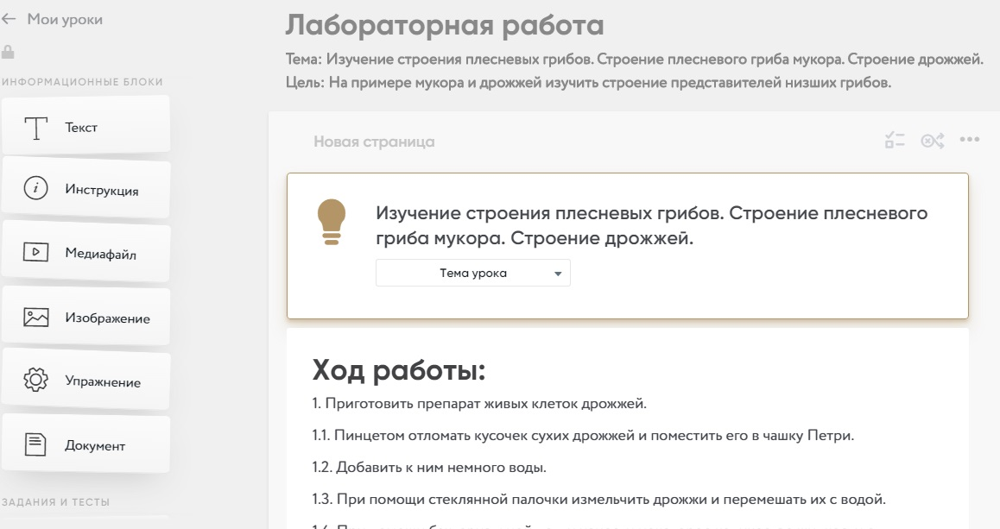 Мои уроки
ИНФОРМАЦИОННЫЕ БЛОКИ
Текст
Инструкция
Медиафайл
Изображение
Упражнение
Документ
ЗАДАНИЯ И ТЕСТЫ
Лабораторная работа
Тема: Изучение строения плесневых грибов. Строение плесневого гриба мукора. Строение дрожжей.
Цель: На примере мукора и дрожжей изучить строение представителей низших грибов.
Новая страница
Изучение строения плесневых грибов. Строение плесневого
гриба мукора. Строение дрожжей.
Тема урока
Ход работы:
1. Приготовить препарат живых клеток дрожжей.
1.1. Пинцетом отломать кусочек сухих дрожжей и поместить его в чашку Петри.
1.2. Добавить к ним немного воды.
1.3. При помощи стеклянной палочки измельчить дрожжи и перемешать их с водой.